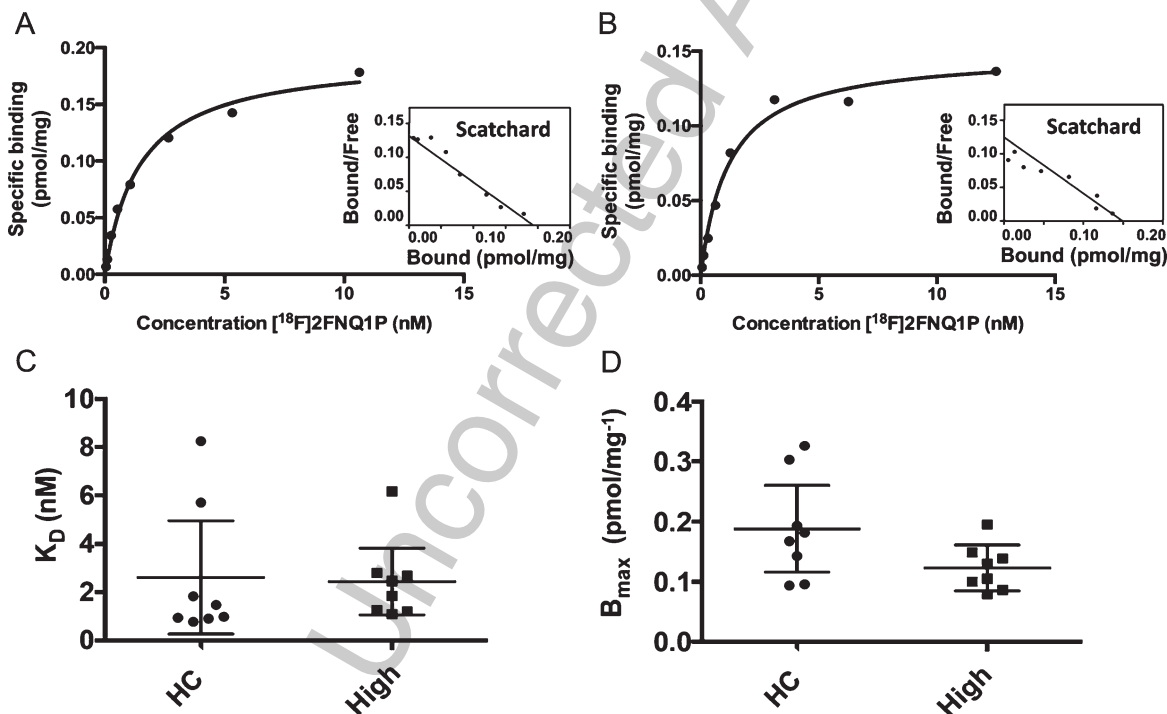 A
0.20
0.15
0.10
0.05
0.00
Specific binding
(pmol/mg)
0
5
10
15
Concentration [¹⁸F]2FNQ1P (nM)
Scatchard
Bound/Free
0.15
0.10
0.05
0.00
0.00
0.10
0.20
Bound (pmol/mg)
B
0.15
0.10
0.05
0.00
Specific binding
(pmol/mg)
0
5
10
15
Concentration [¹⁸F]2FNQ1P (nM)
Scatchard
Bound/Free
0.15
0.10
0.05
0.00
0.00
0.10
0.20
Bound (pmol/mg)
C
10
8
6
4
2
0
K_D (nM)
HC
High
D
0.4
0.3
0.2
0.1
0.0
B_max (pmol/mg⁻¹)
HC
High
Uncorrected A